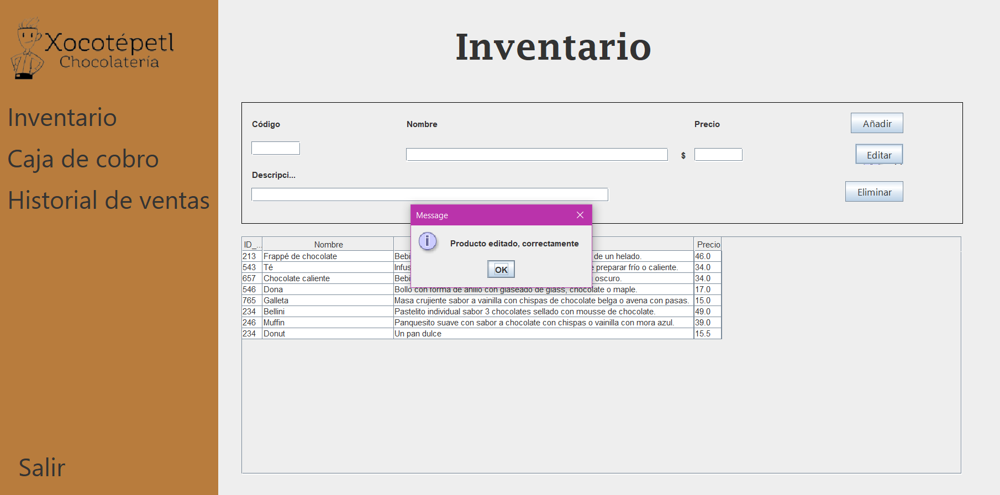 Xocotépetl
Chocolatería
Inventario
Caja de cobro
Historial de ventas
Salir
Inventario
Código Nombre Precio Añadir
$ Editar
Descripci...
Eliminar
Message
Producto editado, correctamente
OK
ID_... Nombre Precio
213 Frappé de chocolate Bebi de un helado. 46.0
543 Té Infus preparar frío o caliente. 34.0
657 Chocolate caliente Bebi oscuro. 34.0
546 Dona Bollo con forma de anillo con glaseado de glass, chocolate o maple. 17.0
765 Galleta Masa crujiente sabor a vainilla con chispas de chocolate belga o avena con pasas. 15.0
234 Bellini Pastelito individual sabor 3 chocolates sellado con mousse de chocolate. 49.0
246 Muffin Panquesito suave con sabor a chocolate con chispas o vainilla con mora azul. 39.0
234 Donut Un pan dulce 15.5